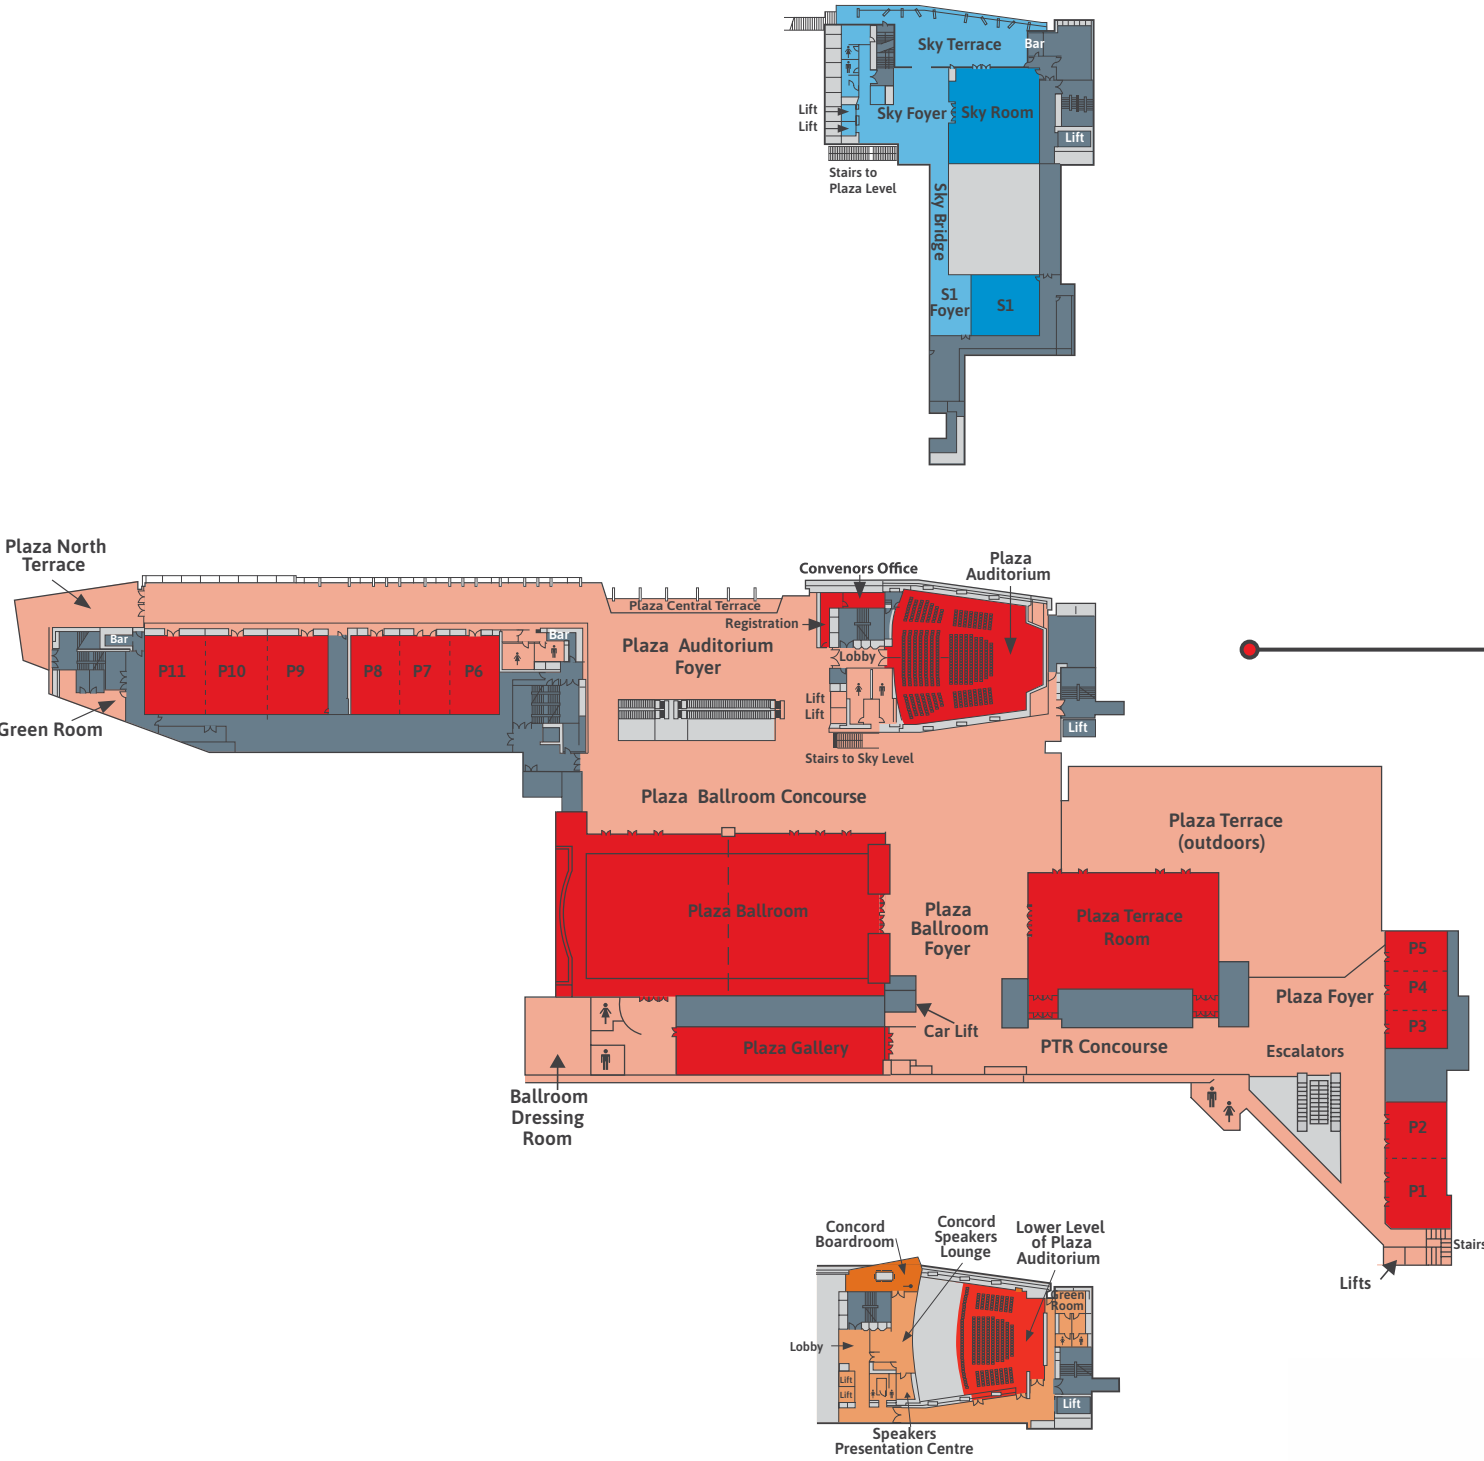 Sky Terrace
Bar
Lift
Lift
Sky Foyer
Sky Room
Lift
Stairs to
Plaza Level
Sky Bridge
S1
Foyer
S1
Plaza North
Terrace
Bar
P11
P10
P9
P8
P7
P6
Bar
Green Room
Plaza Central Terrace
Convenors Office
Plaza
Auditorium
Registration
Plaza Auditorium
Foyer
Lobby
Lift
Lift
Lift
Stairs to Sky Level
Plaza Ballroom Concourse
Plaza Terrace
(outdoors)
Plaza Ballroom
Plaza
Ballroom
Foyer
Plaza Terrace
Room
P5
P4
P3
Plaza Foyer
Car Lift
Plaza Gallery
PTR Concourse
Escalators
Ballroom
Dressing
Room
P2
P1
Stairs
Lifts
Concord
Boardroom
Concord
Speakers
Lounge
Lower Level
of Plaza
Auditorium
Green
Room
Lobby
Lift
Lift
Lift
Speakers
Presentation Centre